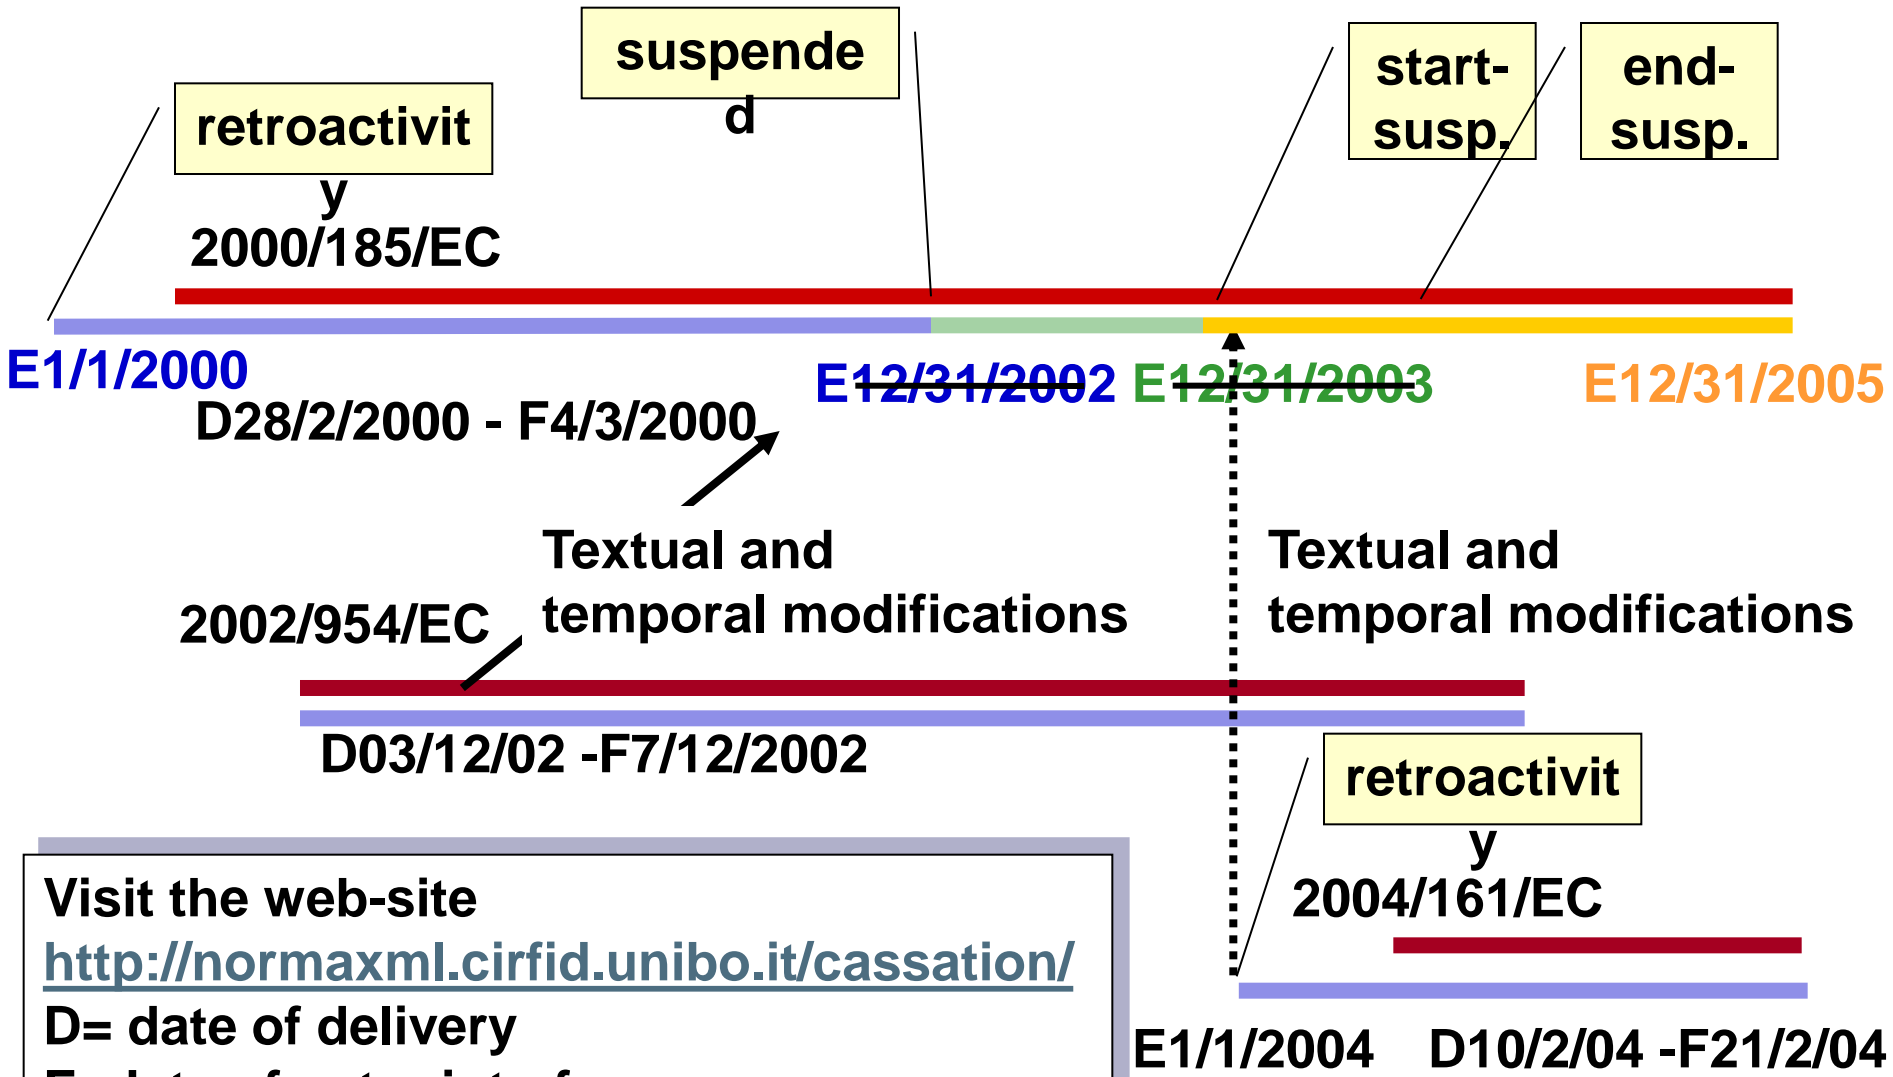 suspende
d
start-
susp.
end-
susp.
retroactivit
y
2000/185/EC
E1/1/2000
E12/31/2002
E12/31/2003
E12/31/2005
D28/2/2000 - F4/3/2000
Textual and
temporal modifications
Textual and
temporal modifications
2002/954/EC
D03/12/02 -F7/12/2002
retroactivit
y
2004/161/EC
E1/1/2004
D10/2/04 -F21/2/04
Visit the web-site
http://normaxml.cirfid.unibo.it/cassation/
D= date of delivery